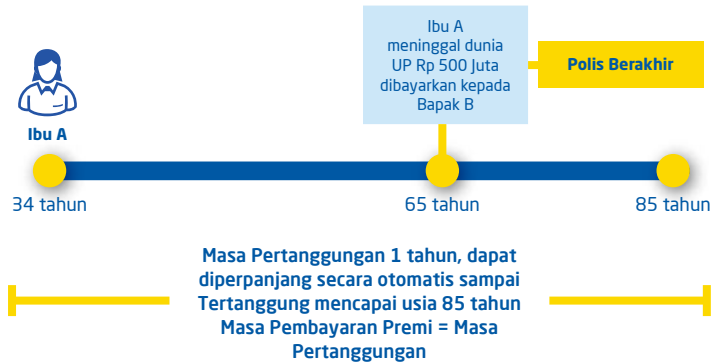 Ibu A
meninggal dunia
UP Rp 500 Juta
dibayarkan kepada
Bapak B
Polis Berakhir
Ibu A
34 tahun
65 tahun
85 tahun
Masa Pertanggungan 1 tahun, dapat
diperpanjang secara otomatis sampai
Tertanggung mencapai usia 85 tahun
Masa Pembayaran Premi = Masa
Pertanggungan